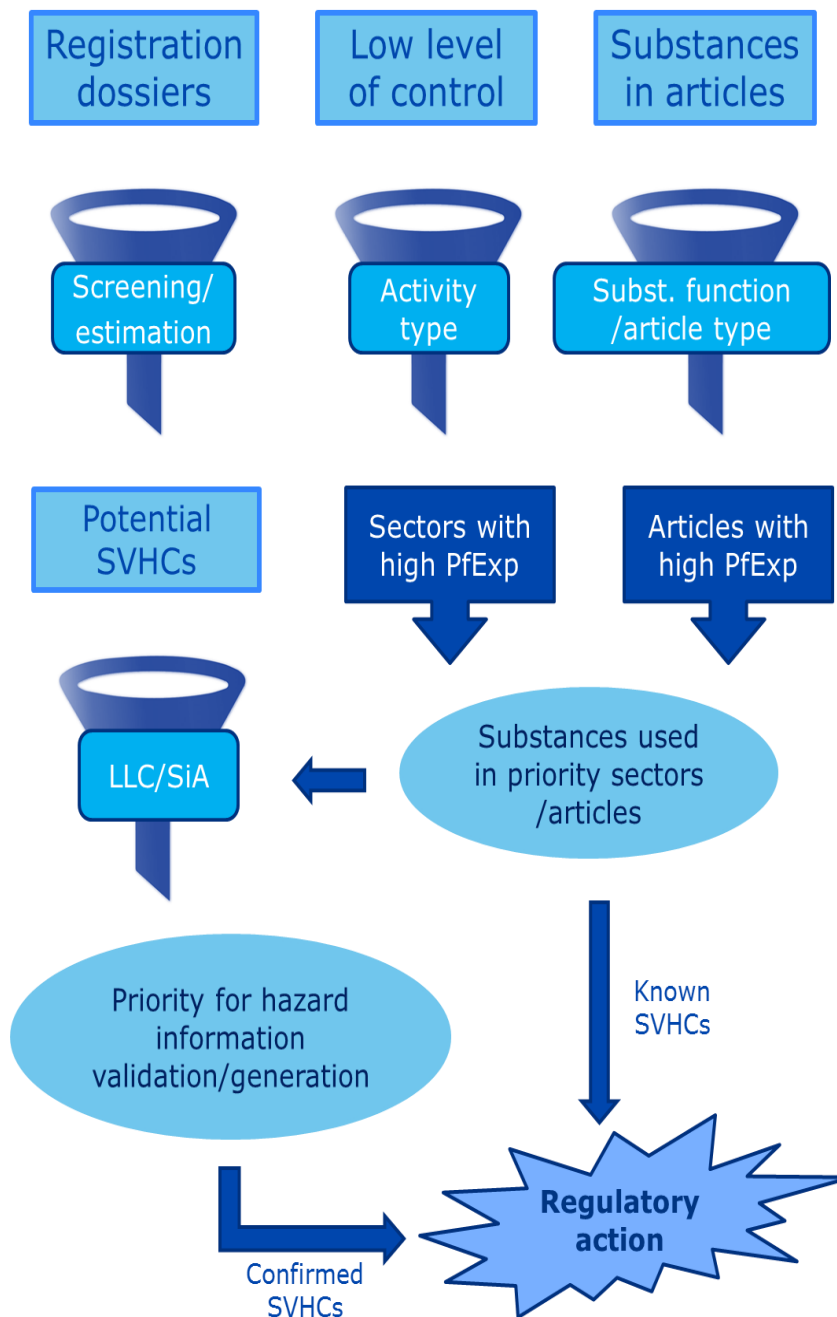 Registration
dossiers
Low level
of control
Substances
in articles
Screening/
estimation
Activity
type
Subst. function
/article type
Potential
SVHCs
Sectors with
high PfExp
Articles with
high PfExp
LLC/SiA
Substances used
in priority sectors
/articles
Priority for hazard
information
validation/generation
Known
SVHCs
Regulatory
action
Confirmed
SVHCs